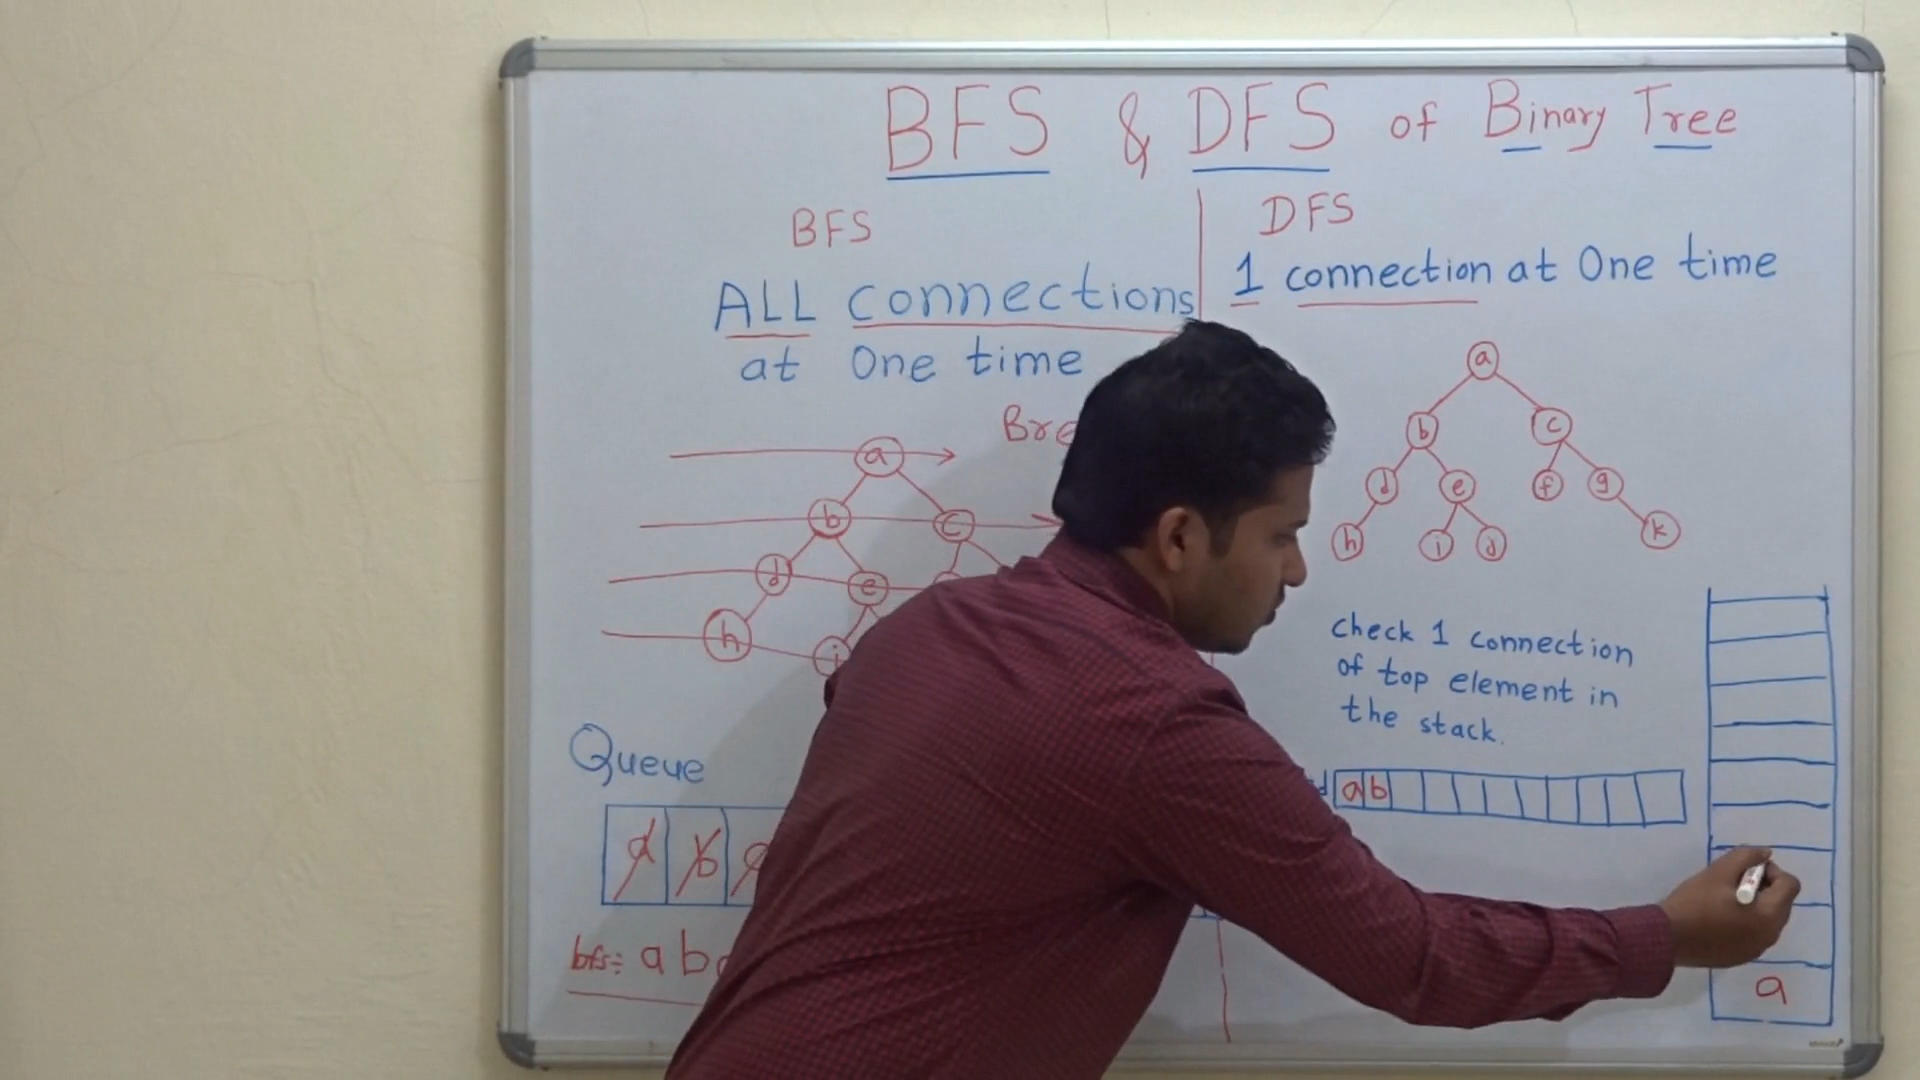 BFS & DFS of Binary Tree
BFS
ALL connections
at One time
a
b c
d e
h i
Queue
a b
bfs: a b
DFS
1 connection at One time
a
b c
d e f g
h i j k
check 1 connection
of top element in
the stack.
a b
a